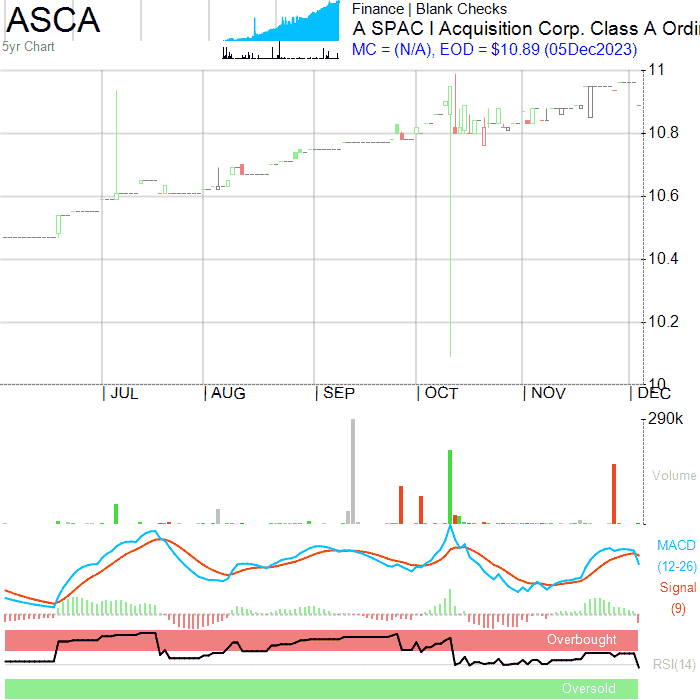 ASCA
5yr Chart
Finance | Blank Checks
A SPAC I Acquisition Corp. Class A Ordi
MC = (N/A), EOD = $10.89 (05Dec2023)
11
10.8
10.6
10.4
10.2
10
| JUL | AUG | SEP | OCT | NOV | DEC
290k
Volume
MACD
(12-26)
Signal
(9)
Overbought
RSI(14)
Oversold